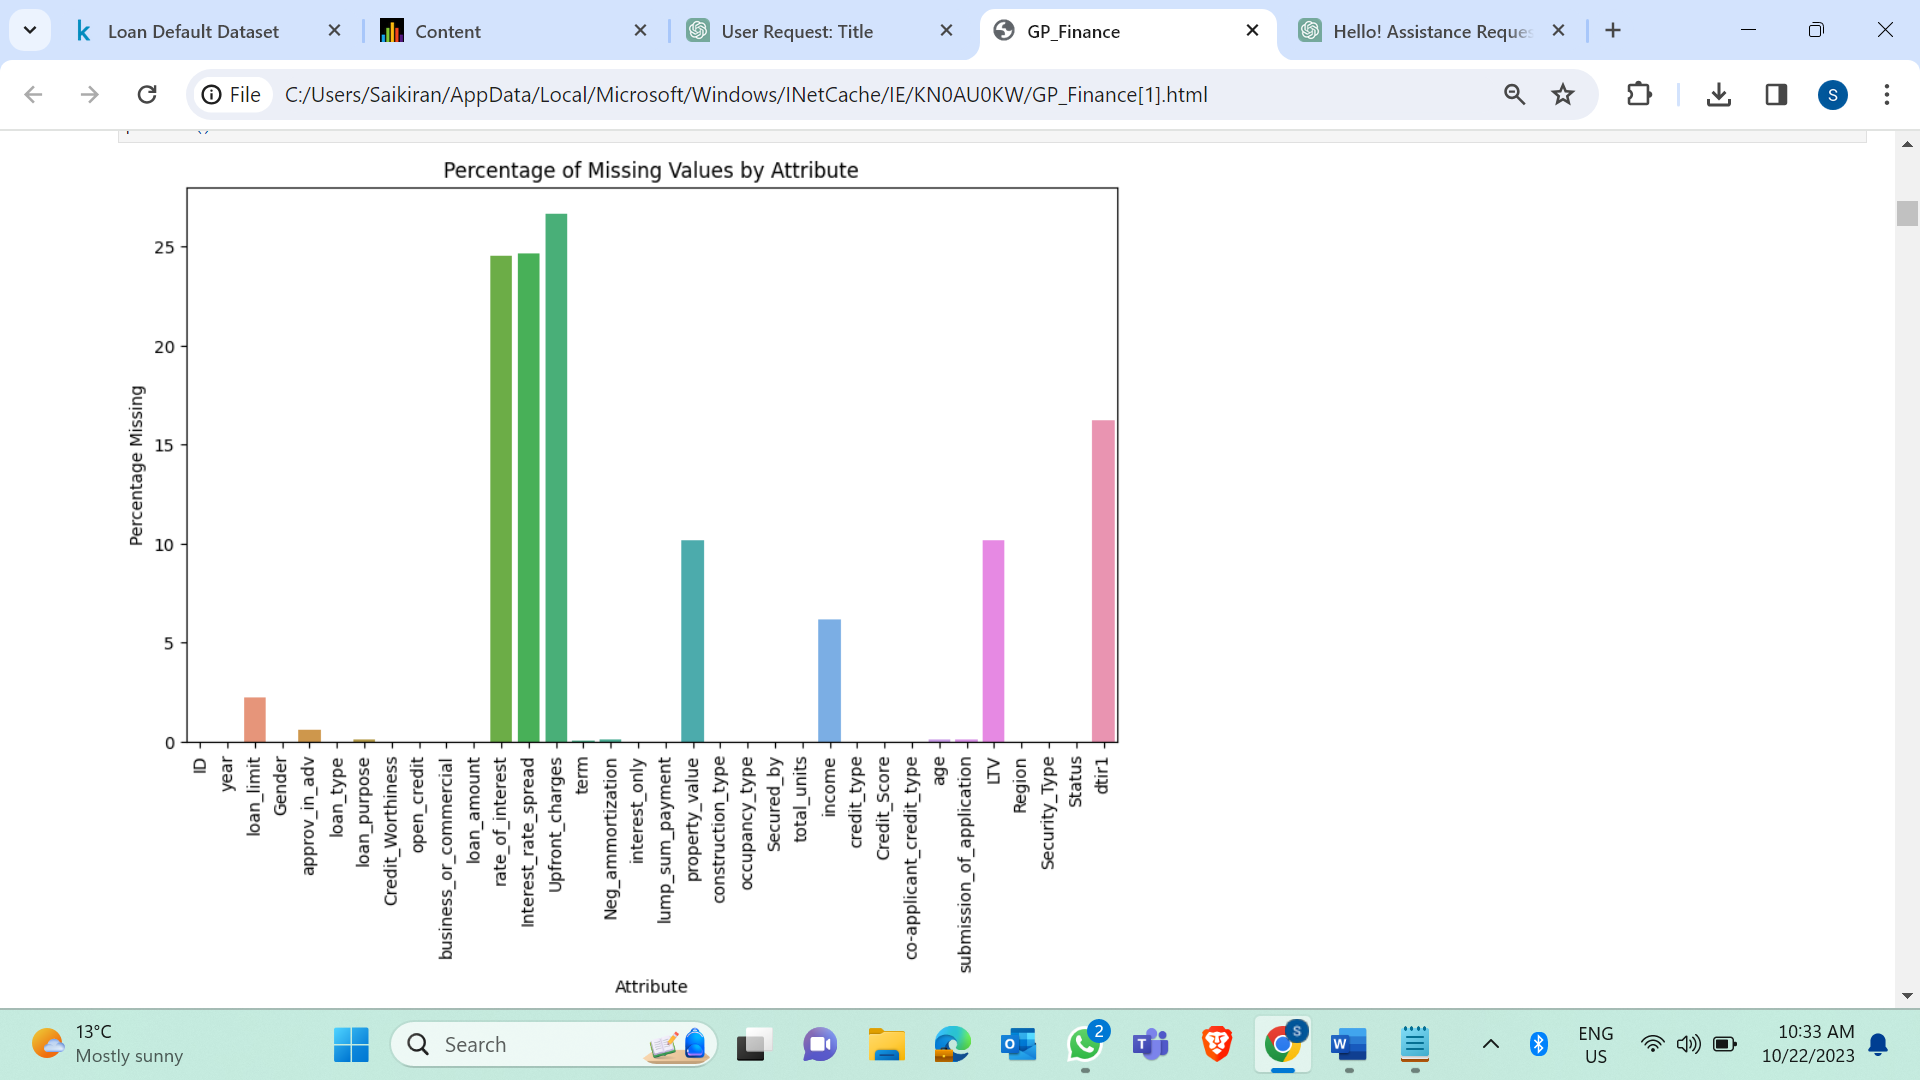 Loan Default Dataset
Content
User Request: Title
GP_Finance
Hello! Assistance Reques
File
C:/Users/Saikiran/AppData/Local/Microsoft/Windows/INetCache/IE/KN0AU0KW/GP_Finance[1].html
S
Percentage of Missing Values by Attribute
Percentage Missing
25
20
15
10
5
0
ID
year
loan_limit
Gender
approv_in_adv
loan_type
loan_purpose
Credit_Worthiness
open_credit
business_or_commercial
loan_amount
rate_of_interest
Interest_rate_spread
Upfront_charges
term
Neg_ammortization
interest_only
lump_sum_payment
property_value
construction_type
occupancy_type
Secured_by
total_units
income
credit_type
Credit_Score
co-applicant_credit_type
age
submission_of_application
LTV
Region
Security_Type
Status
dtir1
Attribute
13°C
Mostly sunny
Search
2
S
ENG
US
10:33 AM
10/22/2023